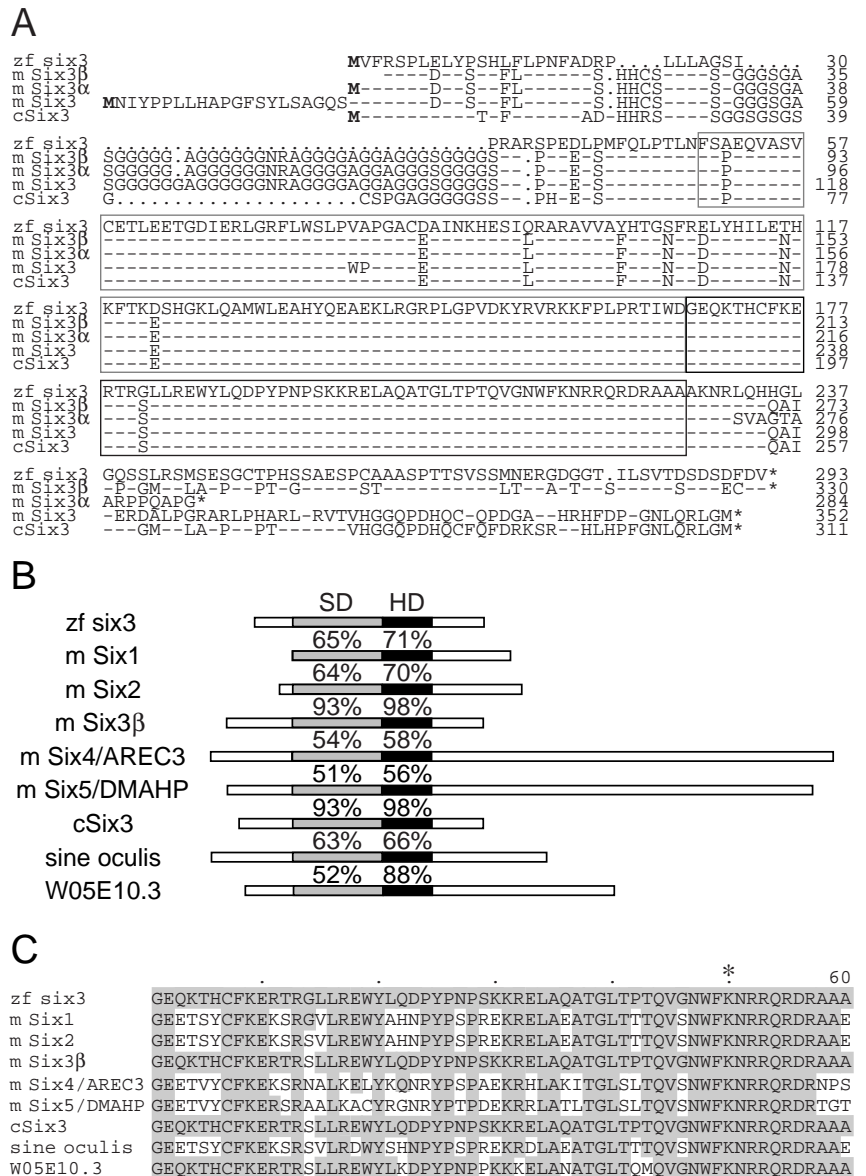 A
zf six3 MVFRSPLELYPSHLFLPNFADRP....LLLAGSI..... 30
m Six3β ----D--S--FL-------S.HHCS----S-GGGSGA 35
m Six3α M------D--S--FL-------S.HHCS----S-GGGSGA 38
m Six3 MNIYPPLLHAPGFSYLSAGQS-------D--S--FL-------S.HHCS----S-GGGSGA 59
cSix3 M----------T-F-----AD-HHRS----SGGSGSGS 39
zf six3 ..............................PRARSPEDLPMFQLPTLNFSAEQVASV 57
m Six3β SGGGGG.AGGGGGGNRAGGGGAGGAGGGSGGGGS--.P--E-S----------P------ 93
m Six3α SGGGGG.AGGGGGGNRAGGGGAGGAGGGSGGGGS--.P--E-S----------P------ 96
m Six3 SGGGGGGAGGGGGGNRAGGGGAGGAGGGSGGGGS--.P--E-S----------P------ 118
cSix3 G...................CSPGAGGGGGSS-PH-E-S----------P------ 77
zf six3 CETLEETGDIERLGRFLWSLPVAPGACDAINKHESIQRARAVVAYHTGSFRELYHILETH 117
m Six3β ---------------------------E--------L-------F---N--D------N- 153
m Six3α ---------------------------E--------L-------F---N--D------N- 156
m Six3 ---------------------WP----E--------L-------F---N--D------N- 178
cSix3 ---------------------------E--------L-------F---N--D------N- 137
zf six3 KFTKDSHGKLQAMWLEAHYQEAEKLRGRPLGPVDKYRVRKKFPLPRTIWDGEQKTHCFKE 177
m Six3β ----E------------------------------------------------------- 213
m Six3α ----E------------------------------------------------------- 216
m Six3 ----E------------------------------------------------------- 238
cSix3 ----E------------------------------------------------------- 197
zf six3 RTRGLLREWYLQDPYPNPSKKRELAQATGLTPTQVGNWFKNRRQRDRAAAAKNRLQHHGL 237
m Six3β ---S-----------------------------------------------------QAI 273
m Six3α ---S--------------------------------------------------SVAGTA 276
m Six3 ---S-----------------------------------------------------QAI 298
cSix3 ---S-----------------------------------------------------QAI 257
zf six3 GQSSLRSMSESGCTPHSSAESPCAAASPTTSVSSMNERGDGGT.ILSVTDSDSDFDV* 293
m Six3β -P-GM--LA-P--PT-G-----ST---------LT--A-T--S-----S---EC--* 330
m Six3α ARPPQAPG* 284
m Six3 -ERDALPGRARLPHARL-RVTVHGGQPDHQC-QPDGA--HRHFDP-GNLQRLGM* 352
cSix3 ---GM--LA-P--PT------VHGGQPDHQCFQFDRKSR--HLHPFGNLQRLGM* 311
B
SD HD
zf six3
65% 71%
m Six1
64% 70%
m Six2
93% 98%
m Six3β
54% 58%
m Six4/AREC3
51% 56%
m Six5/DMAHP
93% 98%
cSix3
63% 66%
sine oculis
52% 88%
W05E10.3
C
. . . . * 60
zf six3 GEQKTHCFKERTRGLLREWYLQDPYPNPSKKRELAQATGLTPTQVGNWFKNRRQRDRAAA
m Six1 GEETSYCFKEKSRGVLREWYAHNPYPSPREKRELAEATGLTTTQVSNWFKNRRQRDRAAE
m Six2 GEETSYCFKEKSRSVLREWYAHNPYPSPREKRELAEATGLTTTQVSNWFKNRRQRDRAAE
m Six3β GEQKTHCFKERTRSLLREWYLQDPYPNPSKKRELAQATGLTPTQVGNWFKNRRQRDRAAA
m Six4/AREC3 GEETVYCFKEKSRNALKELYKQNRYPSPAEKRHLAKITGLSLTQVSNWFKNRRQRDRNPS
m Six5/DMAHP GEETVYCFKERSRAALKACYRGNRYPTPDEKRRLATLTGLSLTQVSNWFKNRRQRDRTGT
cSix3 GEQKTHCFKERTRSLLREWYLQDPYPNPSKKRELAQATGLTPTQVGNWFKNRRQRDRAAA
sine oculis GEETSYCFKEKSRSVLRDWYSHNPYPSPREKRDLAEATGLTTTQVSNWFKNRRQRDRAAE
W05E10.3 GEQKTHCFKERTRSLLREWYLKDPYPNPPKKKELANATGLTQMQVGNWFKNRRQRDRAAA